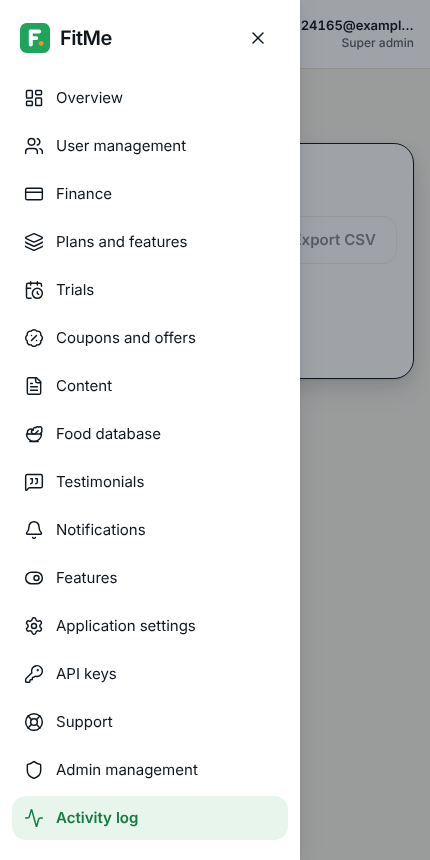 FitMe
24165@exampl...
Super admin
Overview
User management
Finance
Export CSV
Plans and features
Trials
Coupons and offers
Content
Food database
Testimonials
Notifications
Features
Application settings
API keys
Support
Admin management
Activity log